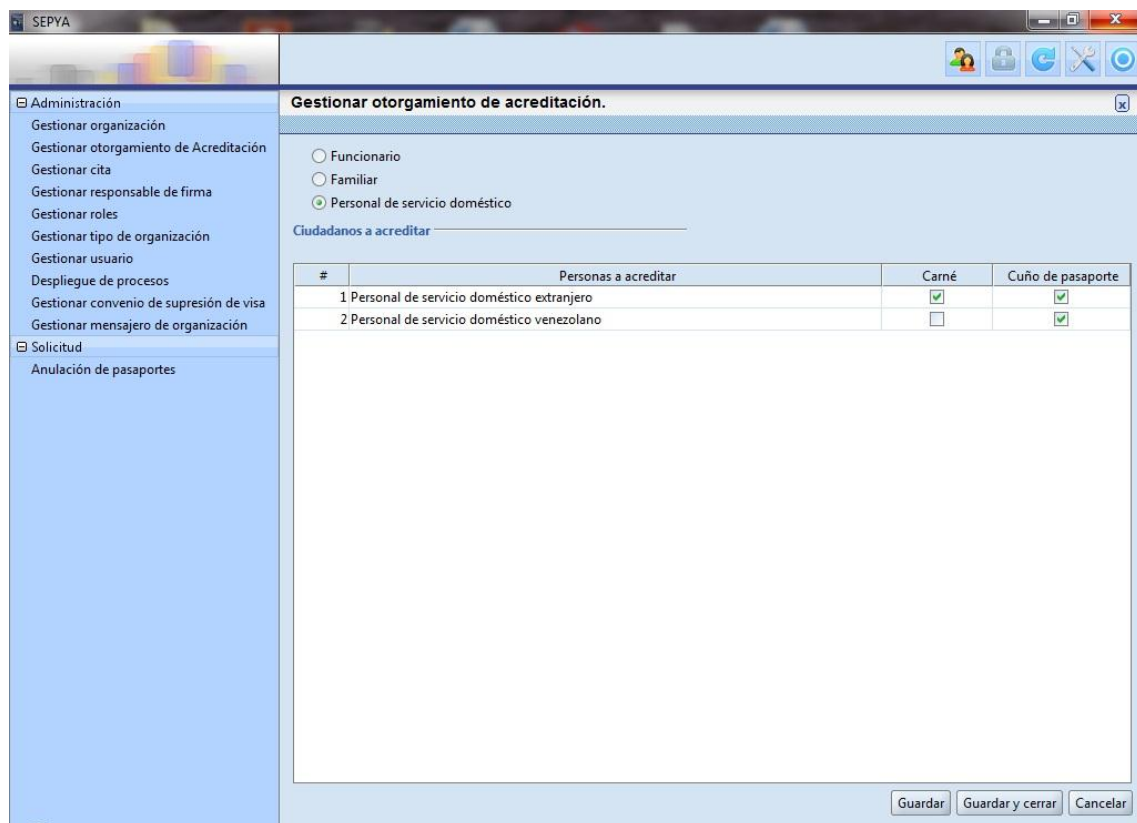 SEPYA
Administración
Gestionar organización
Gestionar otorgamiento de Acreditación
Gestionar cita
Gestionar responsable de firma
Gestionar roles
Gestionar tipo de organización
Gestionar usuario
Despliegue de procesos
Gestionar convenio de supresión de visa
Gestionar mensajero de organización
Solicitud
Anulación de pasaportes
Gestionar otorgamiento de acreditación.
Funcionario
Familiar
Personal de servicio doméstico
Ciudadanos a acreditar
# Personas a acreditar Carné Cuño de pasaporte
1 Personal de servicio doméstico extranjero
2 Personal de servicio doméstico venezolano
Guardar Guardar y cerrar Cancelar